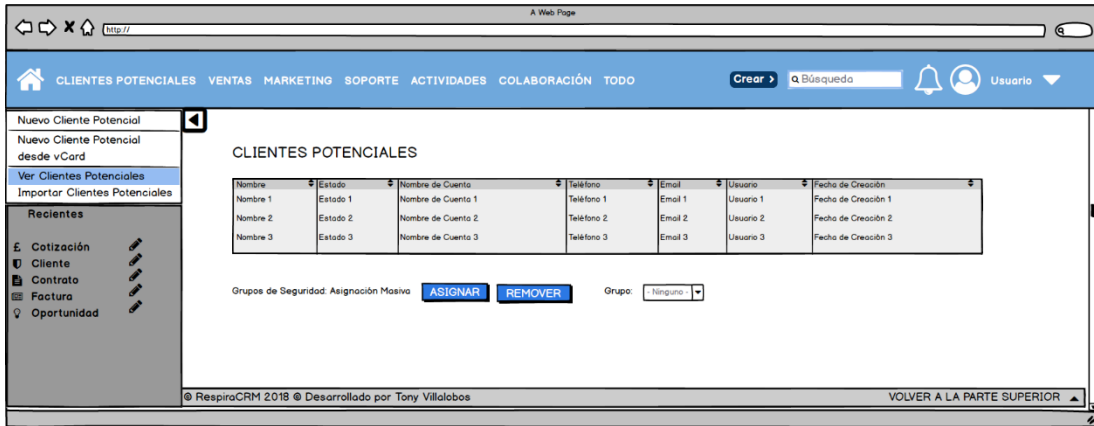 A Web Page
http://
CLIENTES POTENCIALES VENTAS MARKETING SOPORTE ACTIVIDADES COLABORACIÓN TODO Crear > Búsqueda Usuario
Nuevo Cliente Potencial
Nuevo Cliente Potencial
desde vCard
Ver Clientes Potenciales
Importar Clientes Potenciales
Recientes
£ Cotización
Cliente
Contrato
Factura
Oportunidad
CLIENTES POTENCIALES
Nombre Estado Nombre de Cuenta Teléfono Email Usuario Fecha de Creación
Nombre 1 Estado 1 Nombre de Cuenta 1 Teléfono 1 Email 1 Usuario 1 Fecha de Creación 1
Nombre 2 Estado 2 Nombre de Cuenta 2 Teléfono 2 Email 2 Usuario 2 Fecha de Creación 2
Nombre 3 Estado 3 Nombre de Cuenta 3 Teléfono 3 Email 3 Usuario 3 Fecha de Creación 3
Grupos de Seguridad: Asignación Masiva ASIGNAR REMOVER Grupo: - Ninguno -
© RespiraCRM 2018 © Desarrollado por Tony Villalobos VOLVER A LA PARTE SUPERIOR